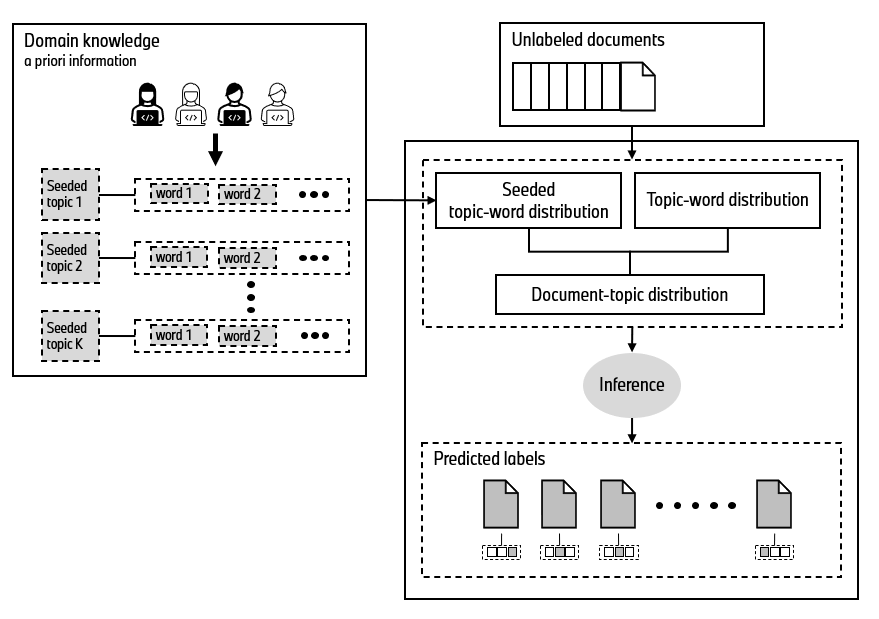 Domain knowledge
a priori information
</>
</>
</>
</>
Seeded
topic 1
word 1
word 2
Seeded
topic 2
word 1
word 2
Seeded
topic K
word 1
word 2
Unlabeled documents
Seeded
topic-word distribution
Topic-word distribution
Document-topic distribution
Inference
Predicted labels